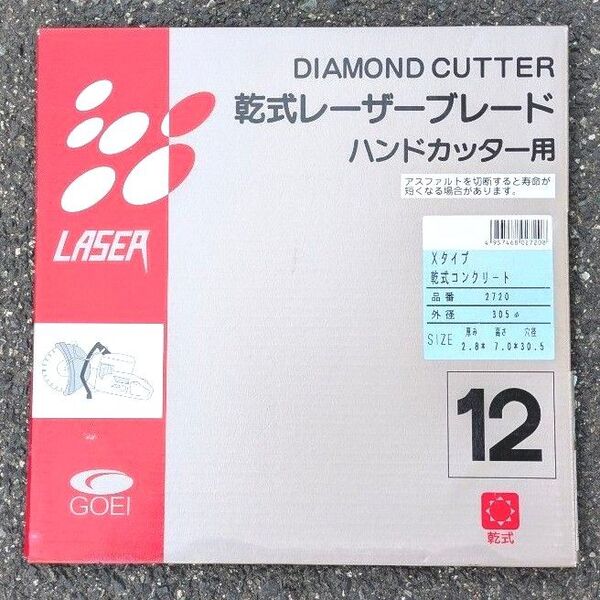 DIAMOND CUTTER
乾式レーザーブレード
ハンドカッター用
アスファルトを切断すると寿命が
短くなる場合があります。
LASER
4 957468 027208
Xタイプ
乾式コンクリート
品番 2720
外径 305φ
厚み 高さ 穴径
SIZE 2.8* 7.0*30.5
12
GOEI
乾式